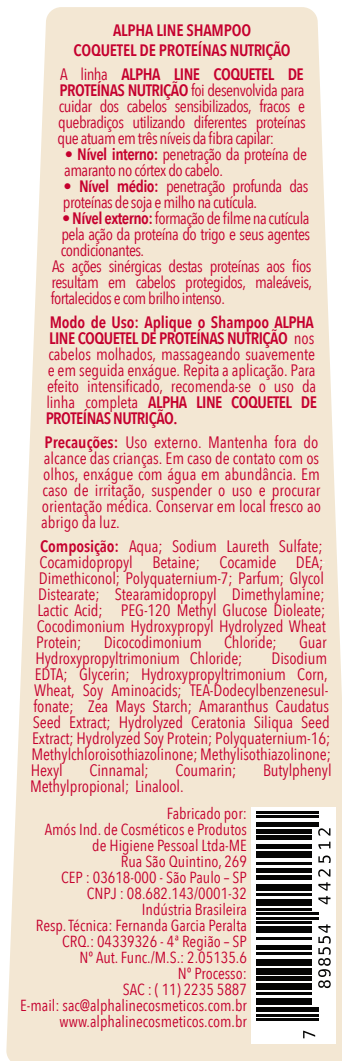 ALPHA LINE SHAMPOO
COQUETEL DE PROTEÍNAS NUTRIÇÃO
A linha ALPHA LINE COQUETEL DE
PROTEÍNAS NUTRIÇÃO foi desenvolvida para
cuidar dos cabelos sensibilizados, fracos e
quebradiços utilizando diferentes proteínas
que atuam em três níveis da fibra capilar:
• Nível interno: penetração da proteína de
amaranto no córtex do cabelo.
• Nível médio: penetração profunda das
proteínas de soja e milho na cutícula.
• Nível externo: formação de filme na cutícula
pela ação da proteína do trigo e seus agentes
condicionantes.
As ações sinérgicas destas proteínas aos fios
resultam em cabelos protegidos, maleáveis,
fortalecidos e com brilho intenso.
Modo de Uso: Aplique o Shampoo ALPHA
LINE COQUETEL DE PROTEÍNAS NUTRIÇÃO nos
cabelos molhados, massageando suavemente
e em seguida enxágue. Repita a aplicação. Para
efeito intensificado, recomenda-se o uso da
linha completa ALPHA LINE COQUETEL DE
PROTEÍNAS NUTRIÇÃO.
Precauções: Uso externo. Mantenha fora do
alcance das crianças. Em caso de contato com os
olhos, enxágue com água em abundância. Em
caso de irritação, suspender o uso e procurar
orientação médica. Conservar em local fresco ao
abrigo da luz.
Composição: Aqua; Sodium Laureth Sulfate;
Cocamidopropyl Betaine; Cocamide DEA;
Dimethiconol; Polyquaternium-7; Parfum; Glycol
Distearate; Stearamidopropyl Dimethylamine;
Lactic Acid; PEG-120 Methyl Glucose Dioleate;
Cocodimonium Hydroxypropyl Hydrolyzed Wheat
Protein; Dicocodimonium Chloride; Guar
Hydroxypropyltrimonium Chloride; Disodium
EDTA; Glycerin; Hydroxypropyltrimonium Corn,
Wheat, Soy Aminoacids; TEA-Dodecylbenzenesul-
fonate; Zea Mays Starch; Amaranthus Caudatus
Seed Extract; Hydrolyzed Ceratonia Siliqua Seed
Extract; Hydrolyzed Soy Protein; Polyquaternium-16;
Methylchloroisothiazolinone; Methylisothiazolinone;
Hexyl Cinnamal; Coumarin; Butylphenyl
Methylpropional; Linalool.
Fabricado por:
Amós Ind. de Cosméticos e Produtos
de Higiene Pessoal Ltda-ME
Rua São Quintino, 269
CEP : 03618-000 - São Paulo – SP
CNPJ : 08.682.143/0001-32
Indústria Brasileira
Resp. Técnica: Fernanda Garcia Peralta
CRQ.: 04339326 - 4ª Região – SP
Nº Aut. Func./M.S.: 2.05135.6
Nº Processo:
SAC : ( 11) 2235 5887
E-mail: sac@alphalinecosmeticos.com.br
www.alphalinecosmeticos.com.br
7 898554 442512